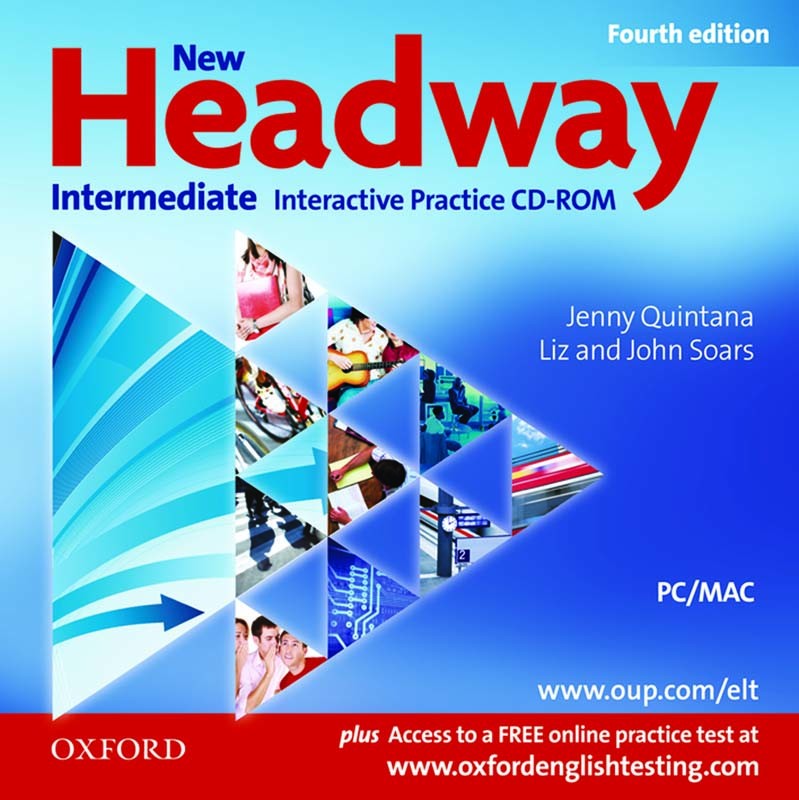 Fourth edition
New
Headway
Intermediate Interactive Practice CD-ROM
Jenny Quintana
Liz and John Soars
2
PC/MAC
www.oup.com/elt
plus Access to a FREE online practice test at
OXFORD
www.oxfordenglishtesting.com